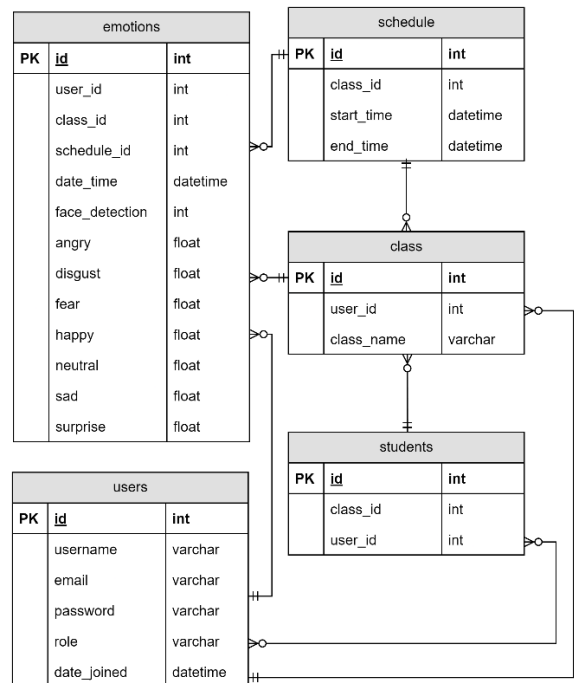 emotions
PK id int
user_id int
class_id int
schedule_id int
date_time datetime
face_detection int
angry float
disgust float
fear float
happy float
neutral float
sad float
surprise float
schedule
PK id int
class_id int
start_time datetime
end_time datetime
class
PK id int
user_id int
class_name varchar
students
PK id int
class_id int
user_id int
users
PK id int
username varchar
email varchar
password varchar
role varchar
date_joined datetime